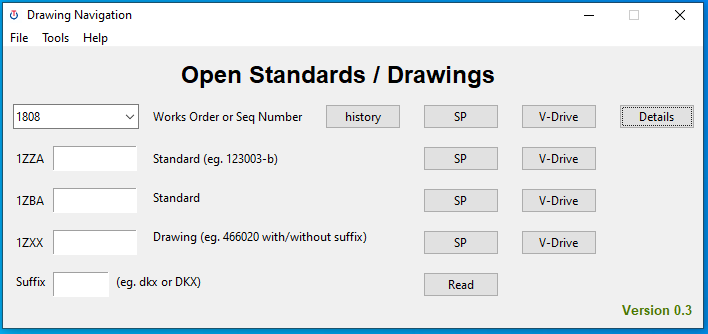 Drawing Navigation
File Tools Help
Open Standards / Drawings
1808 Works Order or Seq Number history SP V-Drive Details
1ZZA Standard (eg. 123003-b) SP V-Drive
1ZBA Standard SP V-Drive
1ZXX Drawing (eg. 466020 with/without suffix) SP V-Drive
Suffix (eg. dkx or DKX) Read
Version 0.3